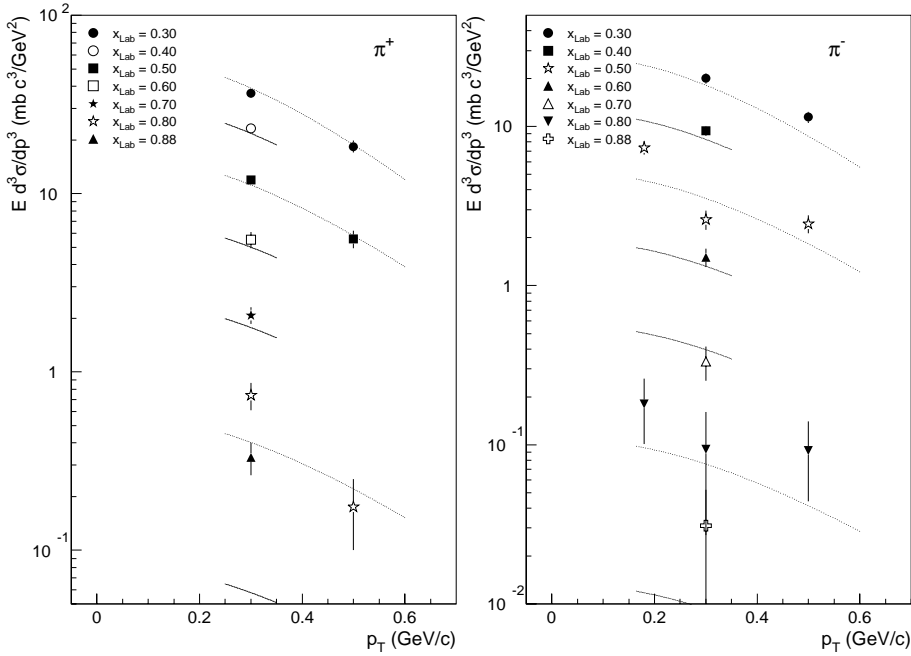 E d³σ/dp³ (mb c³/GeV²)
10²
10
1
10⁻¹
x_Lab = 0.30
x_Lab = 0.40
x_Lab = 0.50
x_Lab = 0.60
x_Lab = 0.70
x_Lab = 0.80
x_Lab = 0.88
π⁺
0
0.2
0.4
0.6
p_T (GeV/c)
E d³σ/dp³ (mb c³/GeV²)
10
1
10⁻¹
10⁻²
x_Lab = 0.30
x_Lab = 0.40
x_Lab = 0.50
x_Lab = 0.60
x_Lab = 0.70
x_Lab = 0.80
x_Lab = 0.88
π⁻
0
0.2
0.4
0.6
p_T (GeV/c)